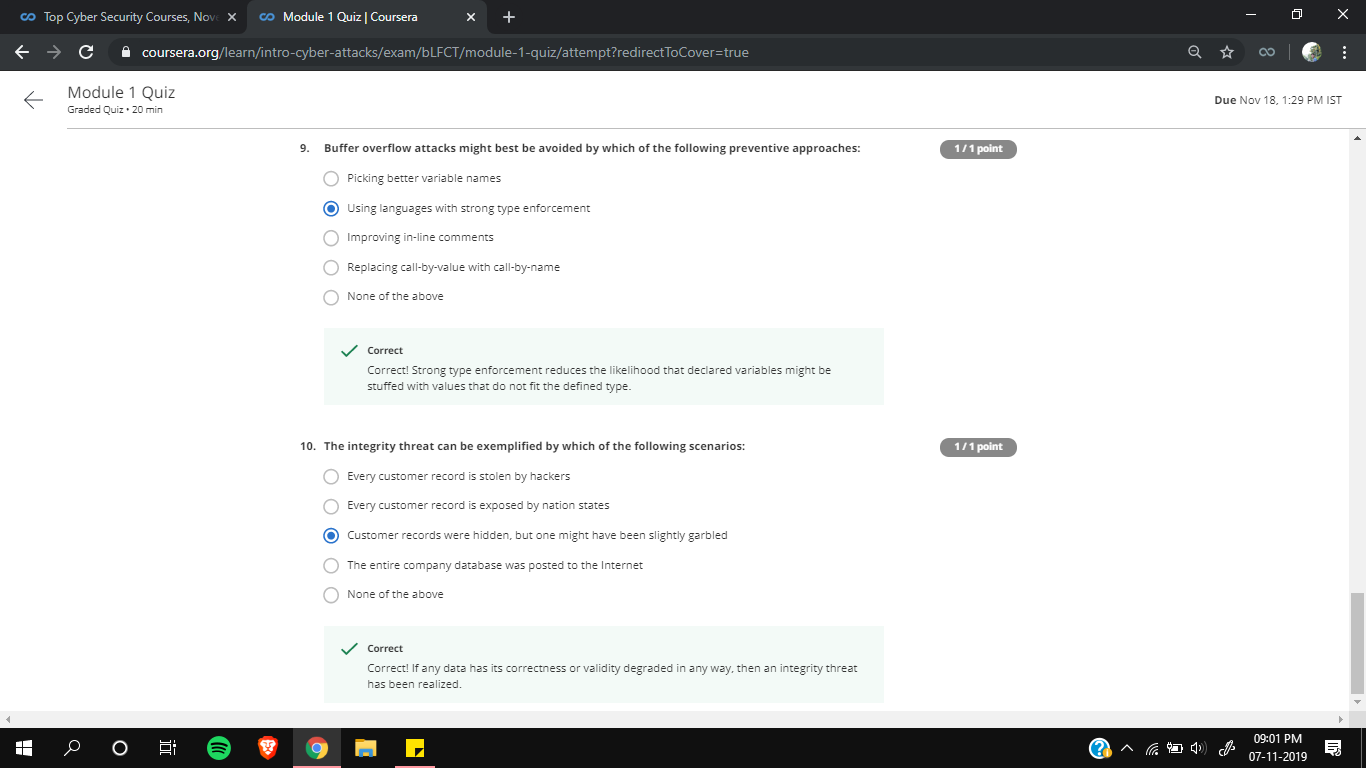 Top Cyber Security Courses, Nov
Module 1 Quiz | Coursera
coursera.org/learn/intro-cyber-attacks/exam/bLFCT/module-1-quiz/attempt?redirectToCover=true
Module 1 Quiz
Graded Quiz • 20 min
Due Nov 18, 1:29 PM IST
9. Buffer overflow attacks might best be avoided by which of the following preventive approaches:
1 / 1 point
Picking better variable names
Using languages with strong type enforcement
Improving in-line comments
Replacing call-by-value with call-by-name
None of the above
Correct
Correct! Strong type enforcement reduces the likelihood that declared variables might be
stuffed with values that do not fit the defined type.
10. The integrity threat can be exemplified by which of the following scenarios:
1 / 1 point
Every customer record is stolen by hackers
Every customer record is exposed by nation states
Customer records were hidden, but one might have been slightly garbled
The entire company database was posted to the Internet
None of the above
Correct
Correct! If any data has its correctness or validity degraded in any way, then an integrity threat
has been realized.
09:01 PM
07-11-2019